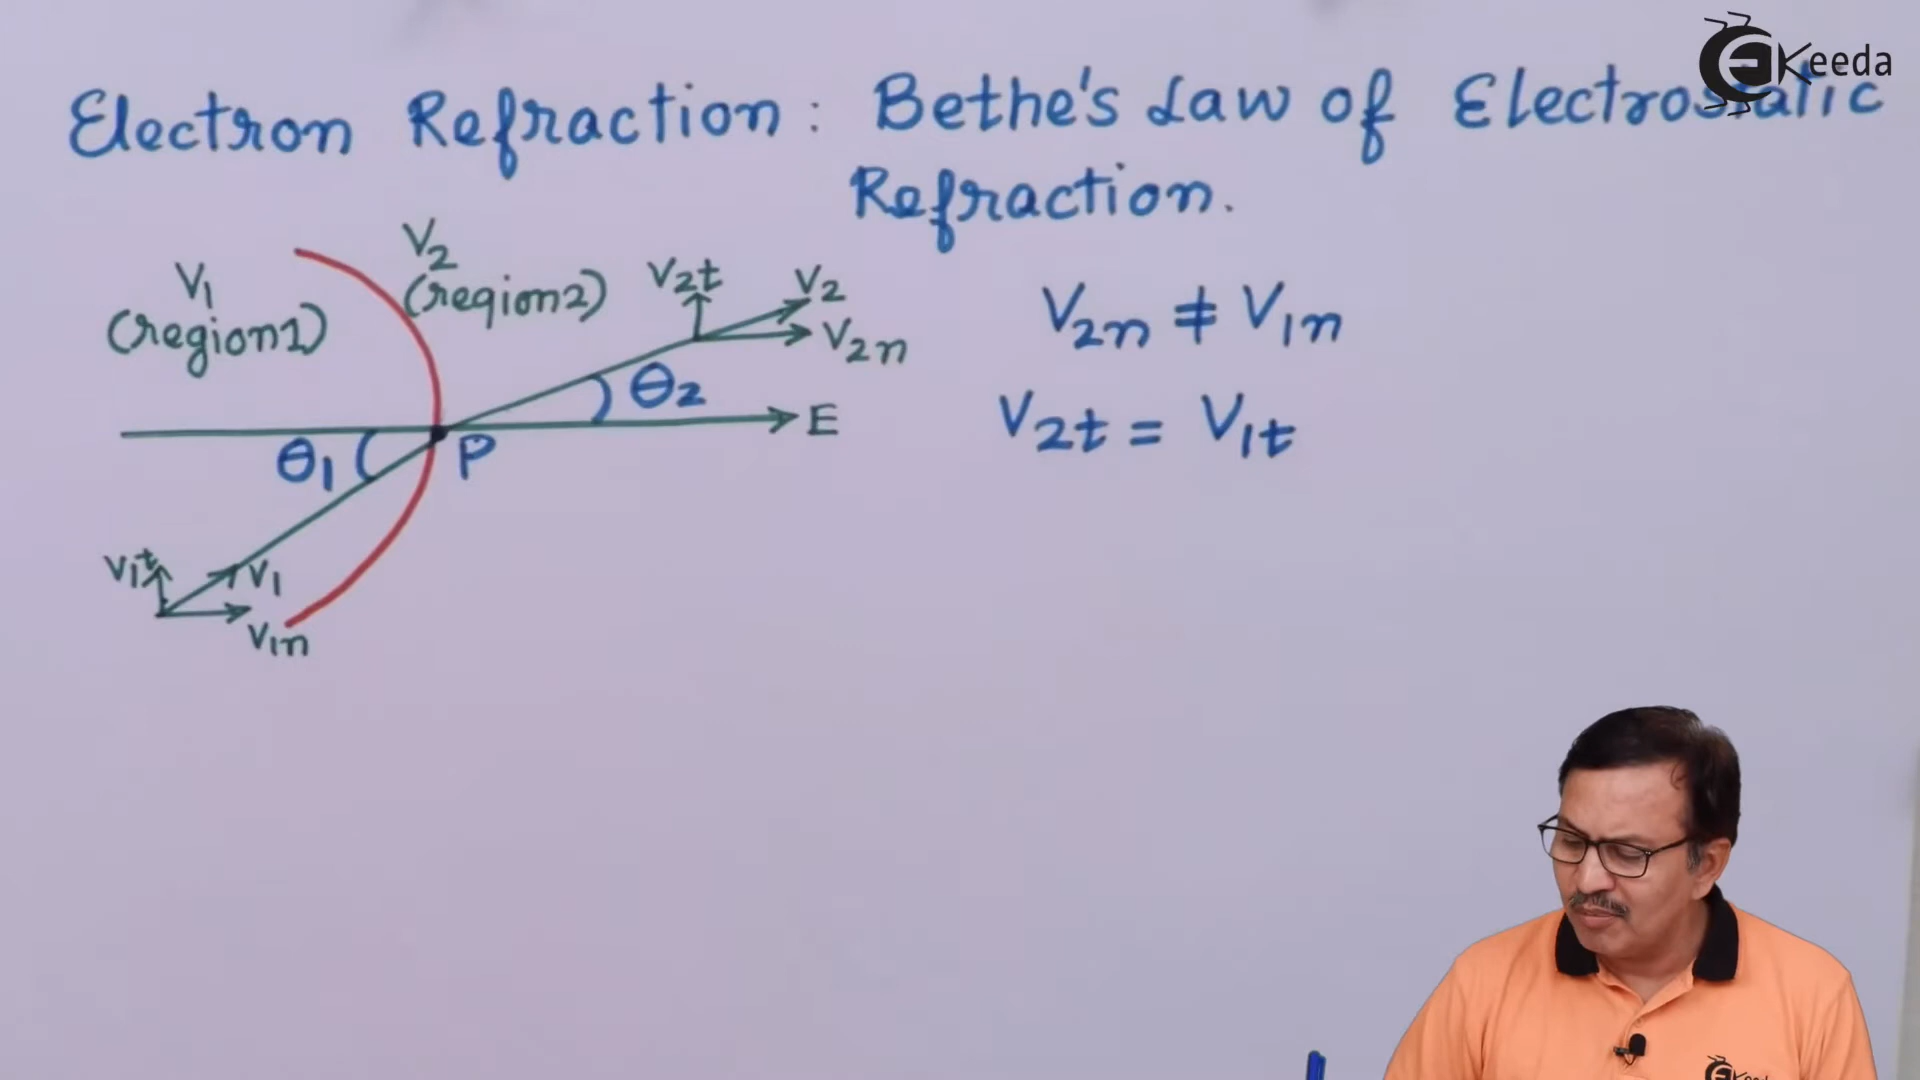 Ekeeda
Electron Refraction: Bethe's Law of Electrostatic
Refraction.
V₁
(region1)
V₂
(region2)
V₂t
V₂
V₂n
θ₂
E
θ₁
P
V₁t
V₁
V₁n
V₂n ≠ V₁n
V₂t = V₁t